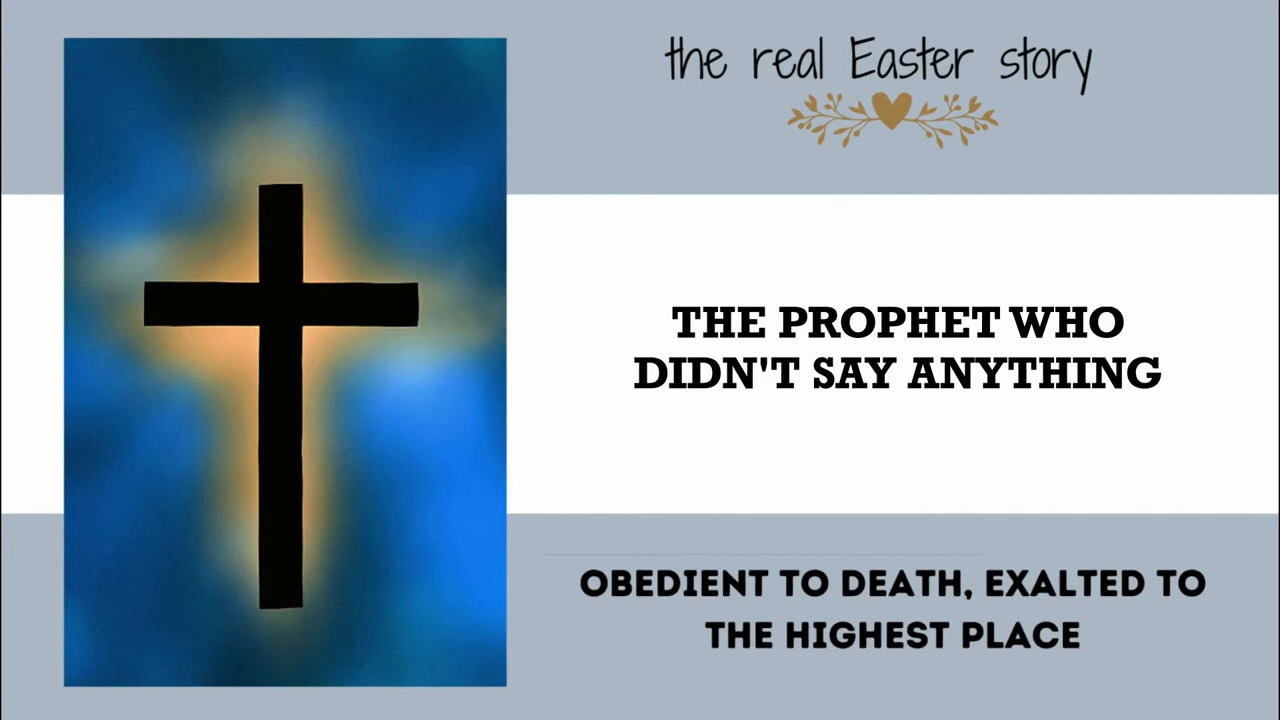 the real Easter story
THE PROPHET WHO
DIDN'T SAY ANYTHING
OBEDIENT TO DEATH, EXALTED TO
THE HIGHEST PLACE